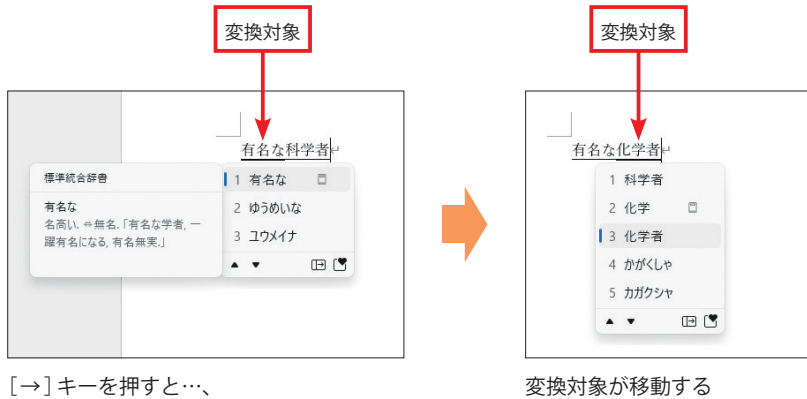 変換対象
有名な科学者↵
標準統合辞書
有名な
名高い. ⇔無名.「有名な学者, 一
躍有名になる, 有名無実.」
1 有名な
2 ゆうめいな
3 ユウメイナ
［→］キーを押すと…、
変換対象
有名な化学者↵
1 科学者
2 化学
3 化学者
4 かがくしゃ
5 カガクシャ
変換対象が移動する